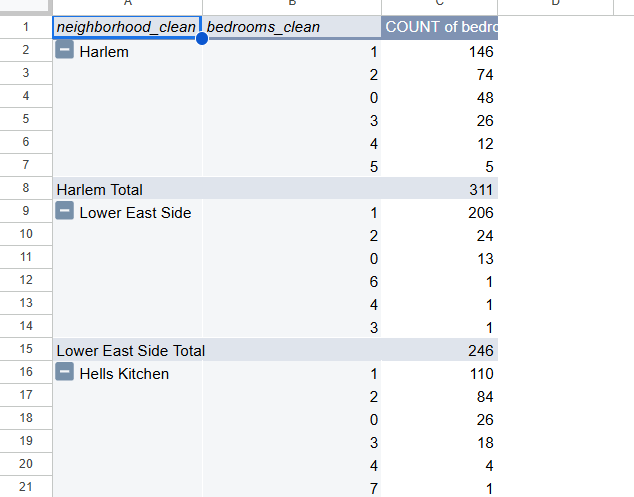 A B C D
1 neighborhood_clean bedrooms_clean COUNT of bedro
2 Harlem 1 146
3 2 74
4 0 48
5 3 26
6 4 12
7 5 5
8 Harlem Total 311
9 Lower East Side 1 206
10 2 24
11 0 13
12 6 1
13 4 1
14 3 1
15 Lower East Side Total 246
16 Hells Kitchen 1 110
17 2 84
18 0 26
19 3 18
20 4 4
21 7 1